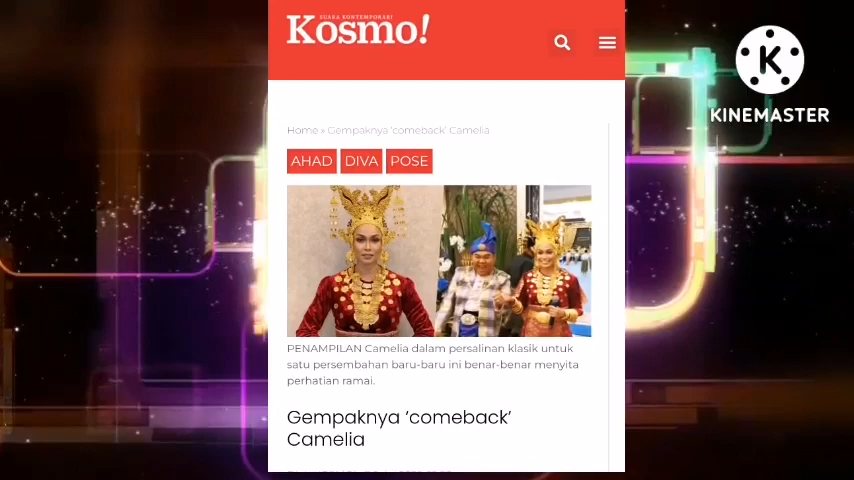 SUARA KONTEMPORARI
Kosmo!
KINEMASTER
Home » Gempaknya 'comeback' Camelia
AHAD DIVA POSE
PENAMPILAN Camelia dalam persalinan klasik untuk
satu persembahan baru-baru ini benar-benar menyita
perhatian ramai.
Gempaknya 'comeback'
Camelia